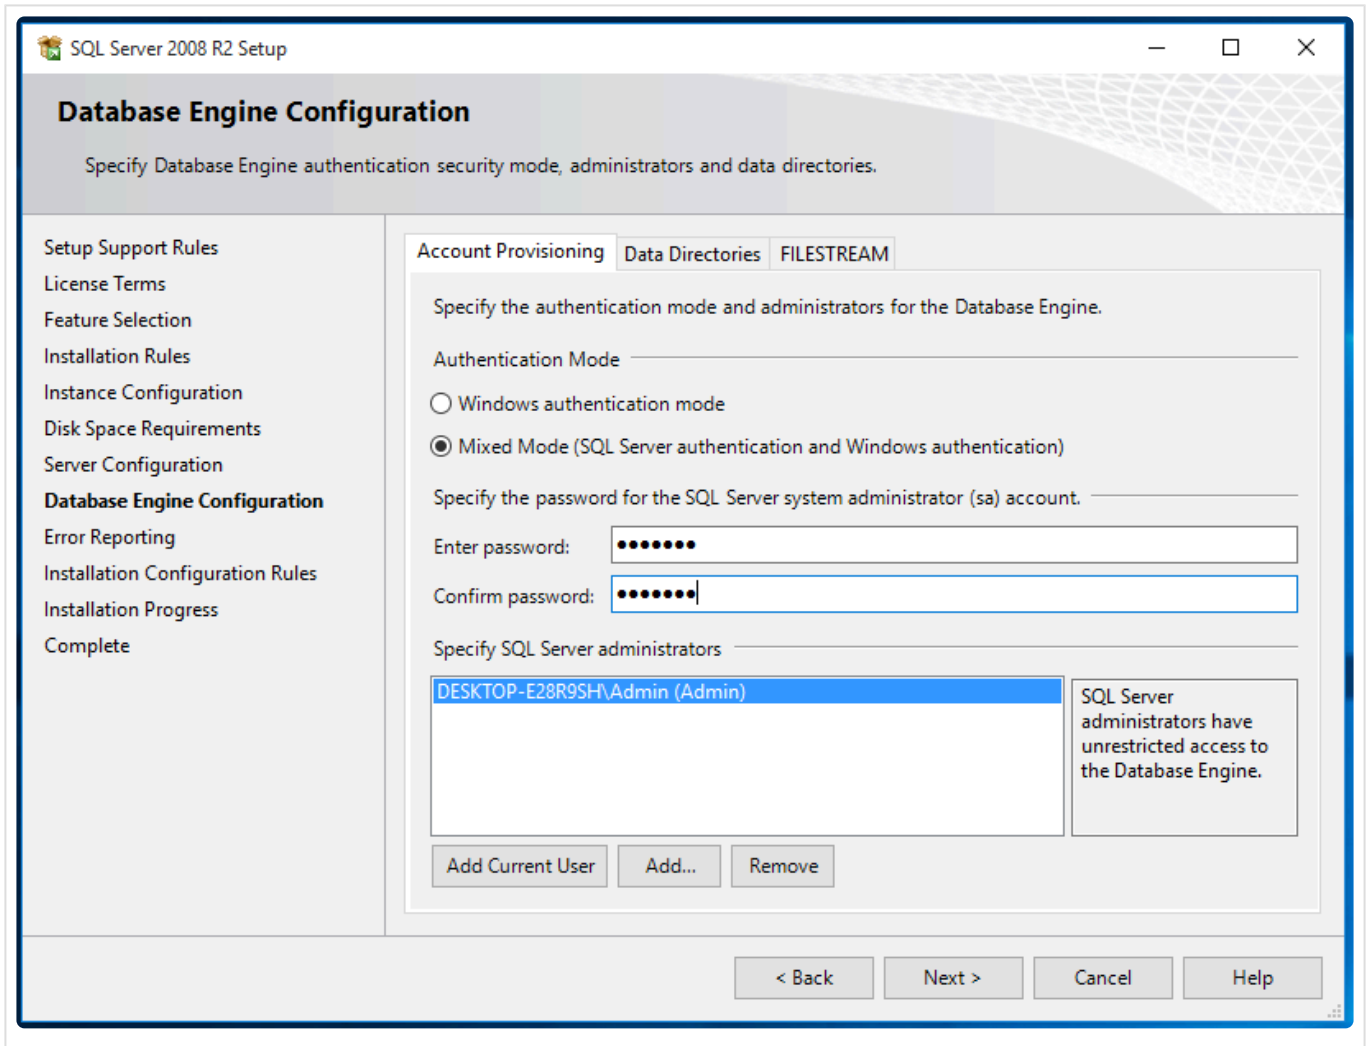 SQL Server 2008 R2 Setup
Database Engine Configuration
Specify Database Engine authentication security mode, administrators and data directories.
Setup Support Rules
License Terms
Feature Selection
Installation Rules
Instance Configuration
Disk Space Requirements
Server Configuration
Database Engine Configuration
Error Reporting
Installation Configuration Rules
Installation Progress
Complete
Account Provisioning
Data Directories
FILESTREAM
Specify the authentication mode and administrators for the Database Engine.
Authentication Mode
Windows authentication mode
Mixed Mode (SQL Server authentication and Windows authentication)
Specify the password for the SQL Server system administrator (sa) account.
Enter password: ●●●●●●●
Confirm password: ●●●●●●●
Specify SQL Server administrators
DESKTOP-E28R9SH\Admin (Admin)
SQL Server
administrators have
unrestricted access to
the Database Engine.
Add Current User
Add...
Remove
< Back
Next >
Cancel
Help